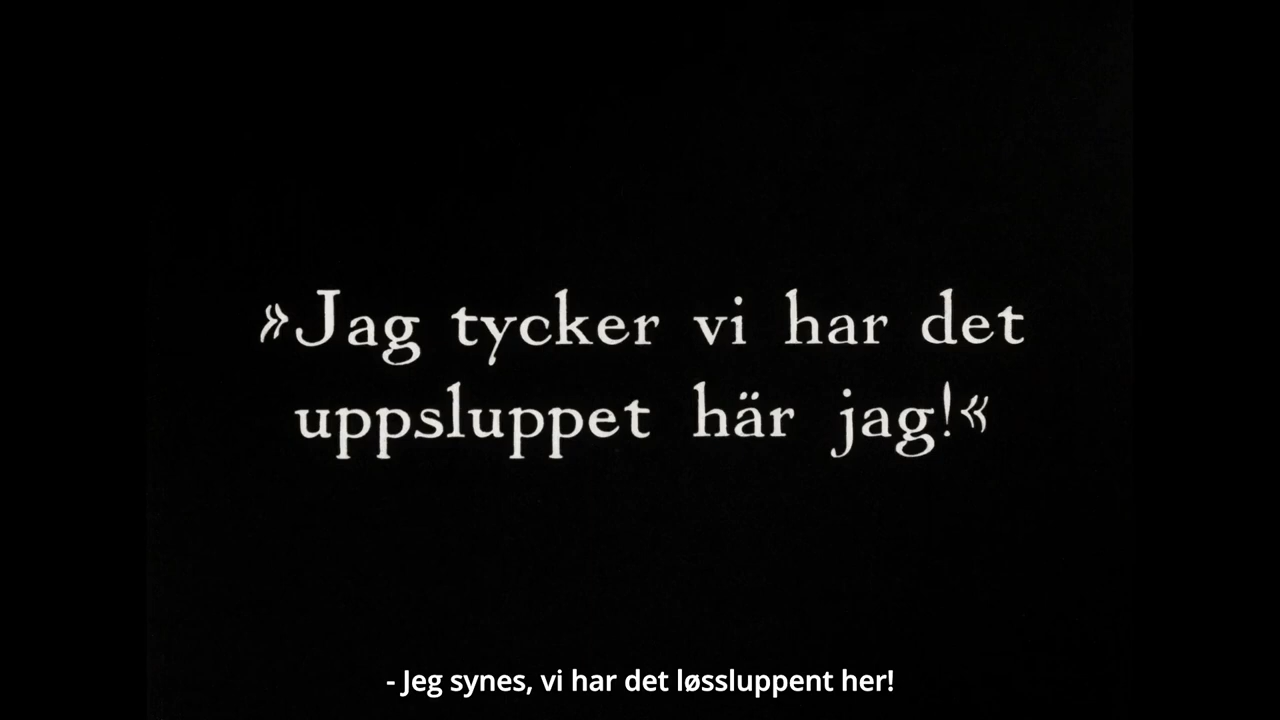 »Jag tycker vi har det
uppsluppet här jag!«
- Jeg synes, vi har det løssluppent her!